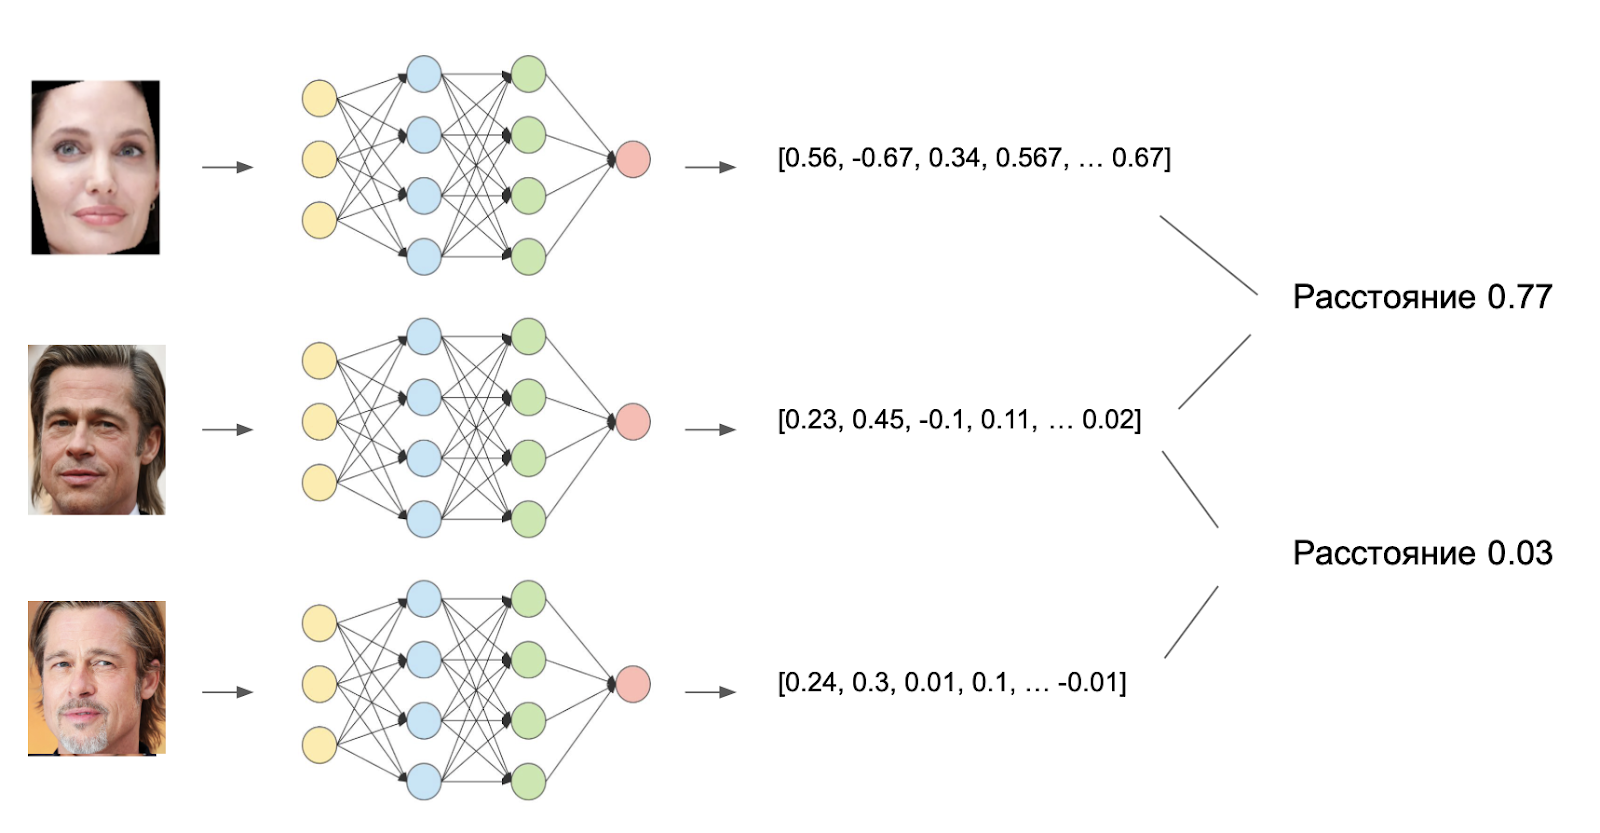 [0.56, -0.67, 0.34, 0.567, … 0.67]
Расстояние 0.77
[0.23, 0.45, -0.1, 0.11, … 0.02]
Расстояние 0.03
[0.24, 0.3, 0.01, 0.1, … -0.01]